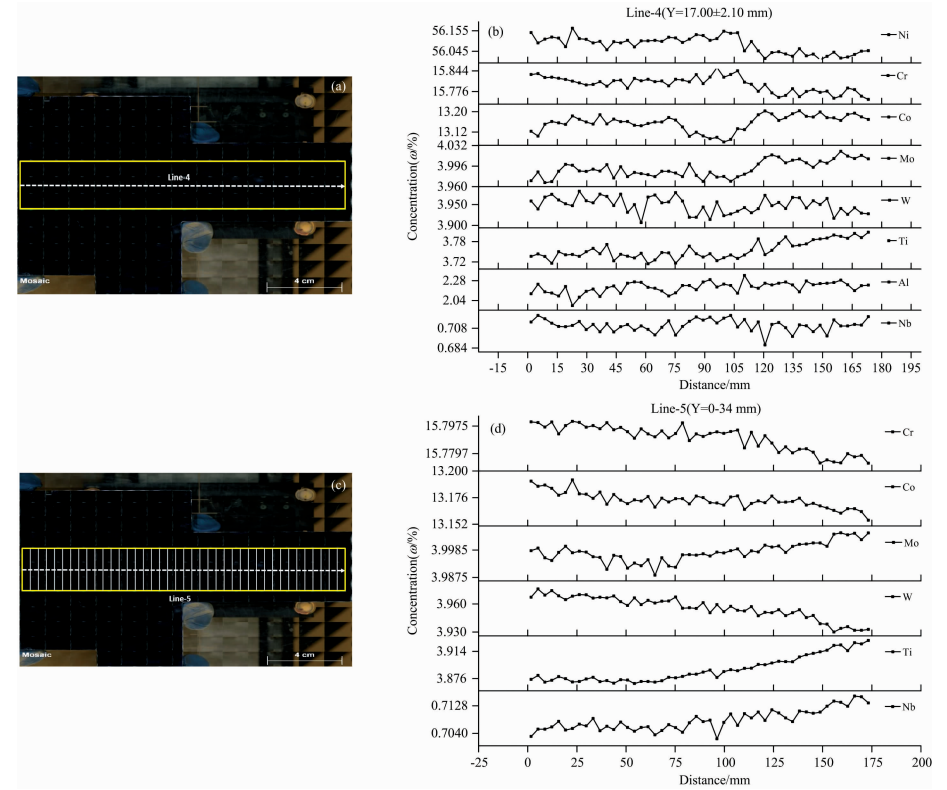 (a)
Line-4
Mosaic
4 cm
Line-4(Y=17.00±2.10 mm)
(b)
Concentration(ω/%)
56.155
56.045
Ni
15.844
15.776
Cr
13.20
13.12
Co
4.032
3.996
3.960
Mo
3.950
3.900
W
3.78
3.72
Ti
2.28
2.04
Al
0.708
0.684
Nb
-15 0 15 30 45 60 75 90 105 120 135 150 165 180 195
Distance/mm
(c)
Line-5
Mosaic
4 cm
Line-5(Y=0-34 mm)
(d)
Concentration(ω/%)
15.7975
15.7797
Cr
13.200
13.176
13.152
Co
3.9985
3.9875
Mo
3.960
3.930
W
3.914
3.876
Ti
0.7128
0.7040
Nb
-25 0 25 50 75 100 125 150 175 200
Distance/mm